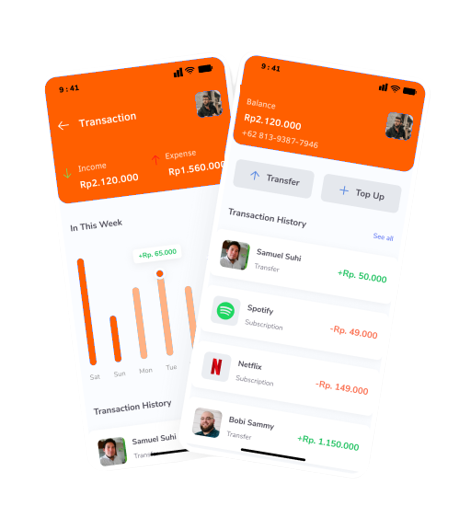 9:41
Transaction
Income
Rp2.120.000
Expense
Rp1.560.000
In This Week
+Rp. 65.000
Sat
Sun
Mon
Tue
Transaction History
Samuel Suhi
9:41
Balance
Rp2.120.000
+62 813-9387-7946
Transfer
Top Up
Transaction History
See all
Samuel Suhi
Transfer
+Rp. 50.000
Spotify
Subscription
-Rp. 49.000
N
Netflix
Subscription
-Rp. 149.000
Bobi Sammy
Transfer
+Rp. 1.150.000